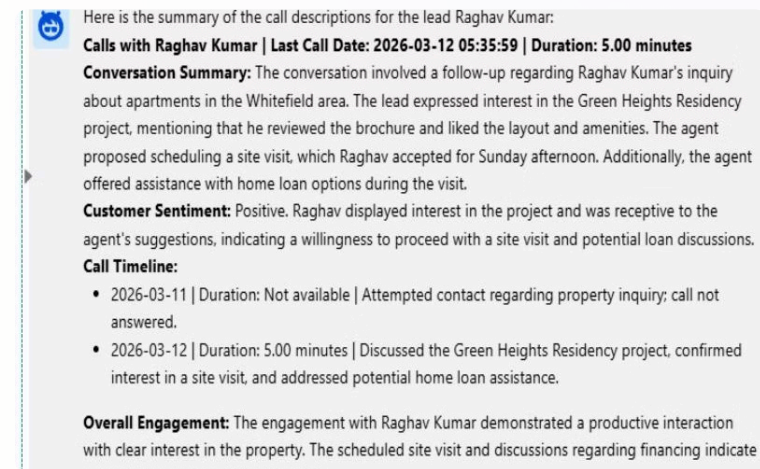 Here is the summary of the call descriptions for the lead Raghav Kumar:
Calls with Raghav Kumar | Last Call Date: 2026-03-12 05:35:59 | Duration: 5.00 minutes
Conversation Summary: The conversation involved a follow-up regarding Raghav Kumar's inquiry
about apartments in the Whitefield area. The lead expressed interest in the Green Heights Residency
project, mentioning that he reviewed the brochure and liked the layout and amenities. The agent
proposed scheduling a site visit, which Raghav accepted for Sunday afternoon. Additionally, the agent
offered assistance with home loan options during the visit.
Customer Sentiment: Positive. Raghav displayed interest in the project and was receptive to the
agent's suggestions, indicating a willingness to proceed with a site visit and potential loan discussions.
Call Timeline:
• 2026-03-11 | Duration: Not available | Attempted contact regarding property inquiry; call not
answered.
• 2026-03-12 | Duration: 5.00 minutes | Discussed the Green Heights Residency project, confirmed
interest in a site visit, and addressed potential home loan assistance.
Overall Engagement: The engagement with Raghav Kumar demonstrated a productive interaction
with clear interest in the property. The scheduled site visit and discussions regarding financing indicate